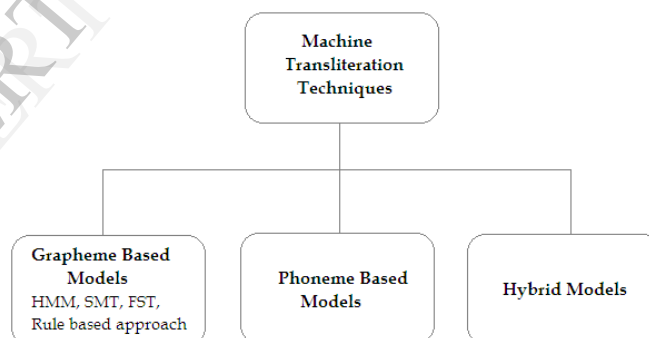 Machine
Transliteration
Techniques
Grapheme Based
Models
HMM, SMT, FST,
Rule based approach
Phoneme Based
Models
Hybrid Models